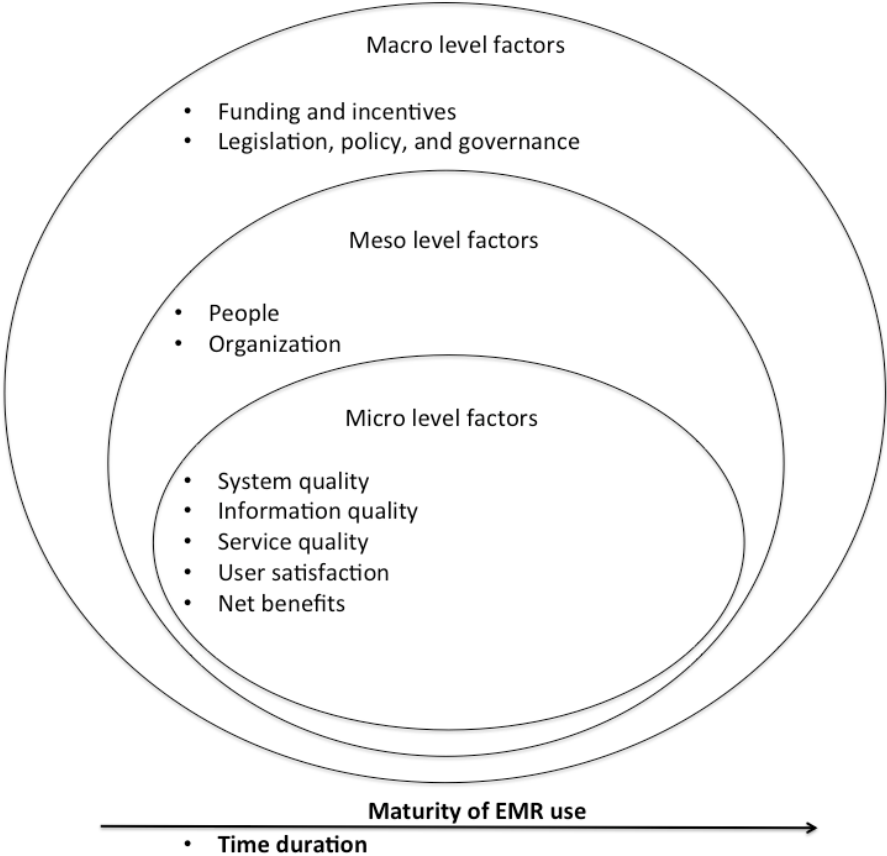 Macro level factors
• Funding and incentives
• Legislation, policy, and governance
Meso level factors
• People
• Organization
Micro level factors
• System quality
• Information quality
• Service quality
• User satisfaction
• Net benefits
Maturity of EMR use
• Time duration